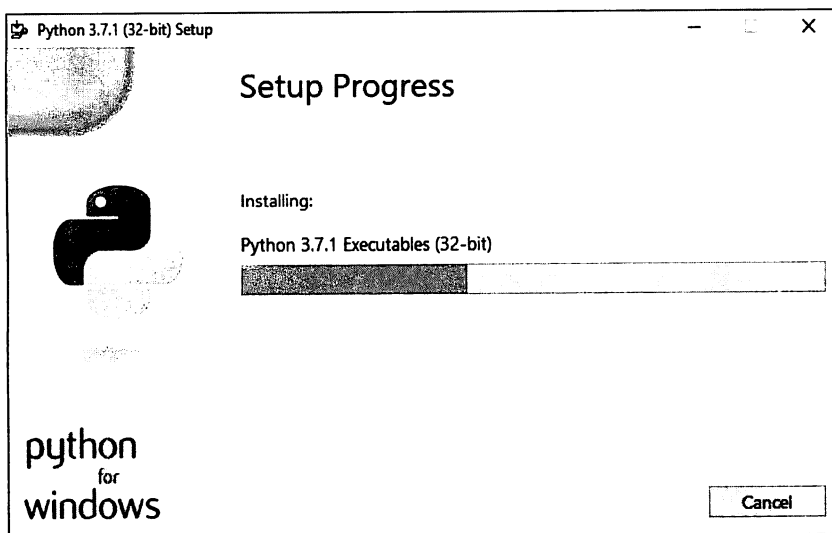 Python 3.7.1 (32-bit) Setup
Setup Progress
Installing:
Python 3.7.1 Executables (32-bit)
python
for
windows
Cancel